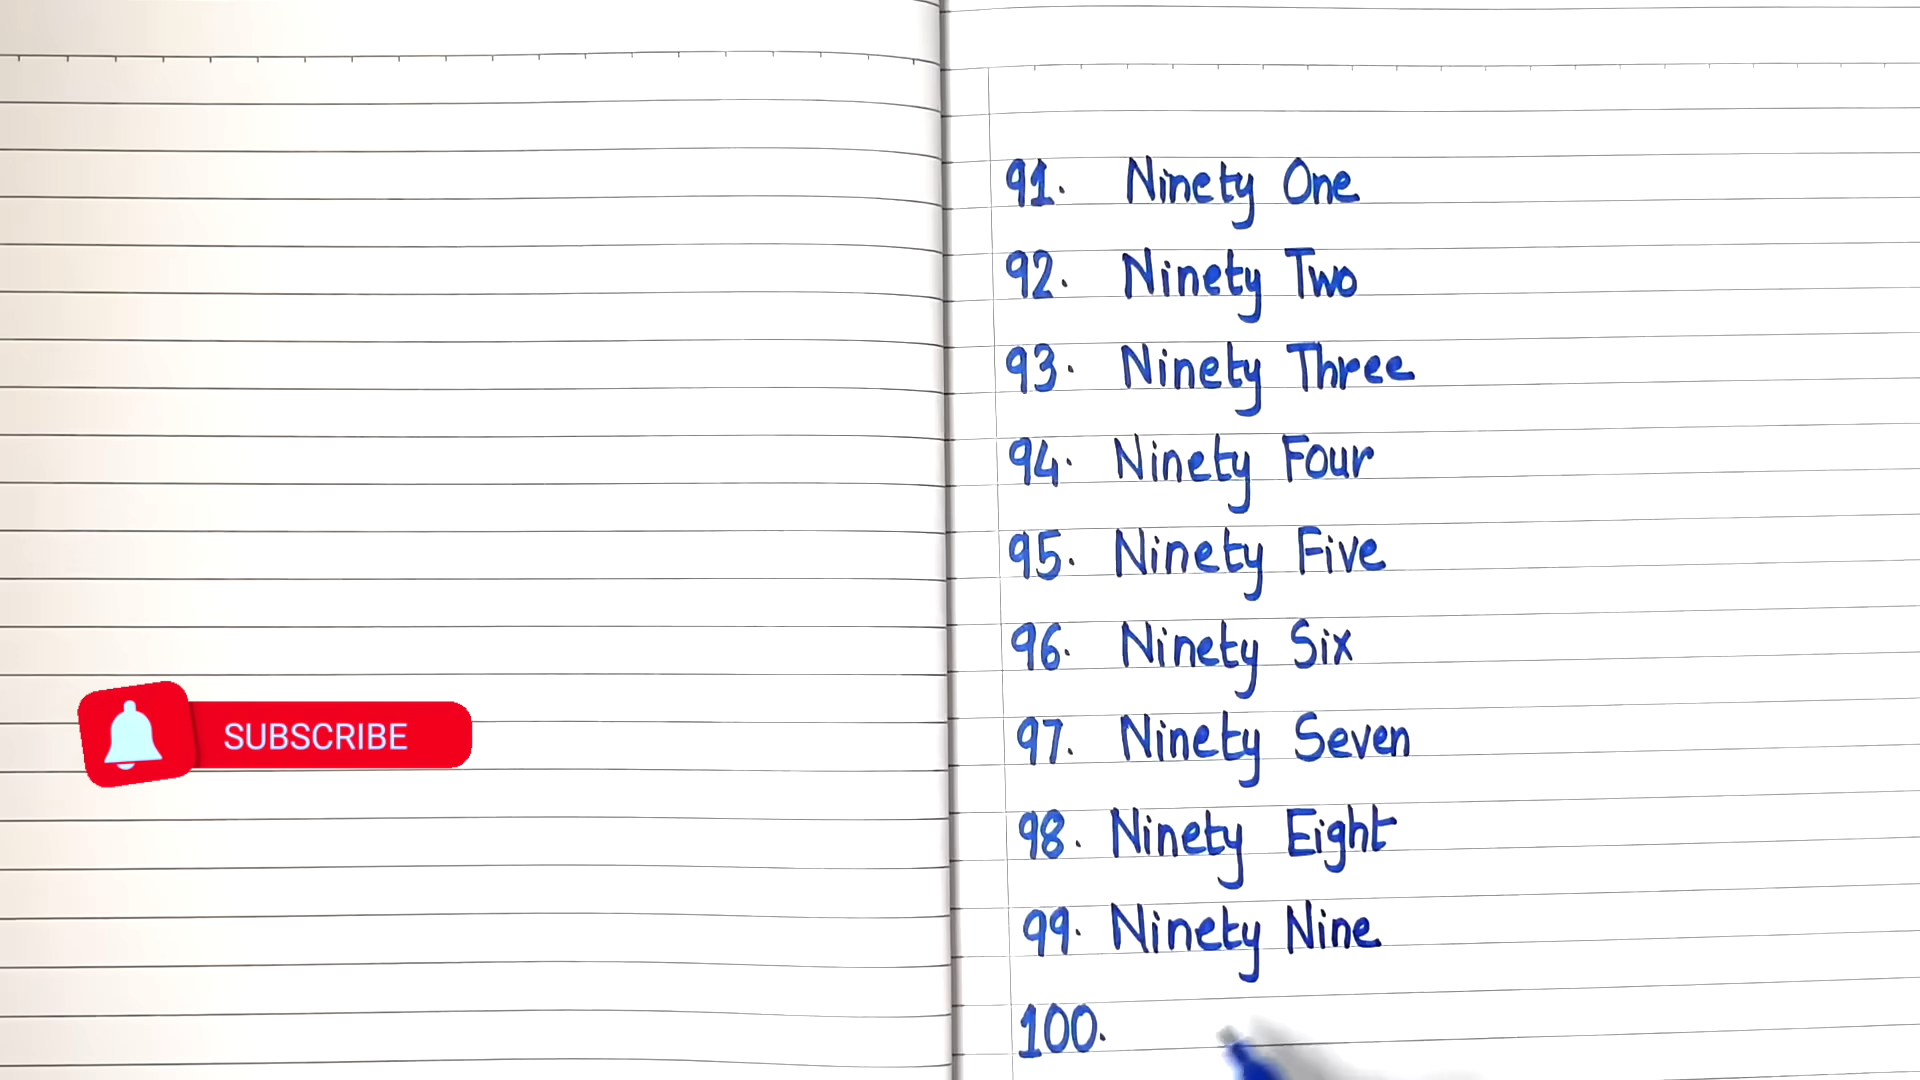 91. Ninety One
92. Ninety Two
93. Ninety Three
94. Ninety Four
95. Ninety Five
96. Ninety Six
SUBSCRIBE
97. Ninety Seven
98. Ninety Eight
99. Ninety Nine
100.